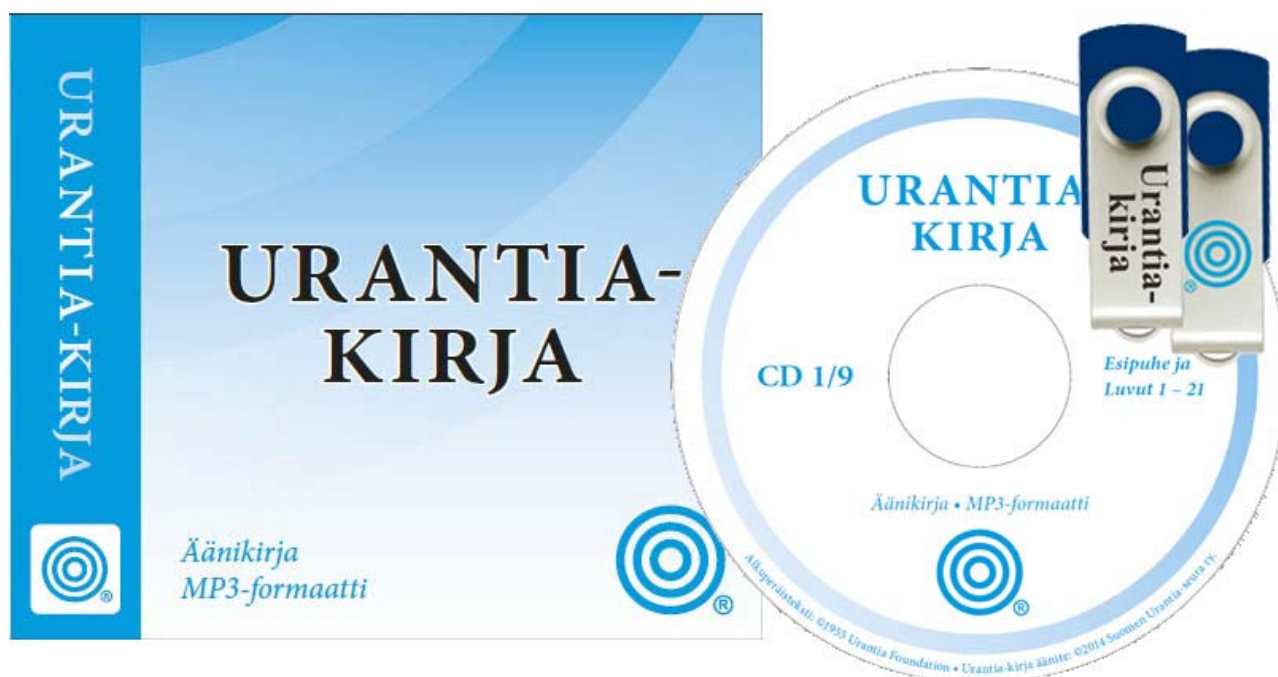 URANTIA-KIRJA
URANTIA-
KIRJA
Äänikirja
MP3-formaatti
®
URANTIA
KIRJA
CD 1/9
Esipuhe ja
Luvut 1 – 21
Äänikirja • MP3-formaatti
®
Alkuperäisteksti: ©1955 Urantia Foundation • Urantia-kirja äänite: ©2014 Suomen Urantia-seura ry.
Urantia-
kirja
®
®